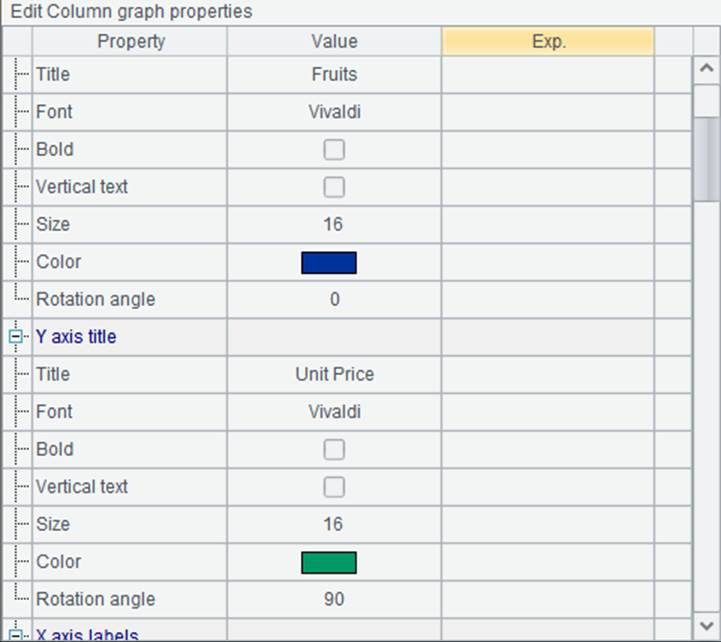 Edit Column graph properties
Property Value Exp.
Title Fruits
Font Vivaldi
Bold
Vertical text
Size 16
Color
Rotation angle 0
Y axis title
Title Unit Price
Font Vivaldi
Bold
Vertical text
Size 16
Color
Rotation angle 90
X axis labels